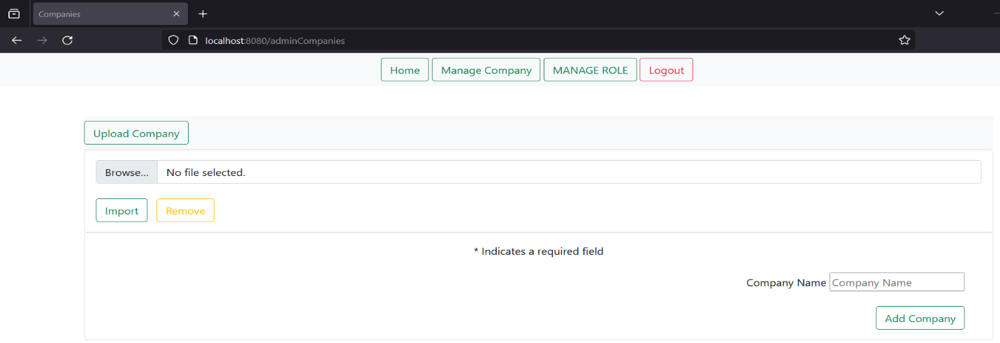 Companies
localhost:8080/adminCompanies
Home Manage Company MANAGE ROLE Logout
Upload Company
Browse... No file selected.
Import Remove
* Indicates a required field
Company Name Company Name
Add Company